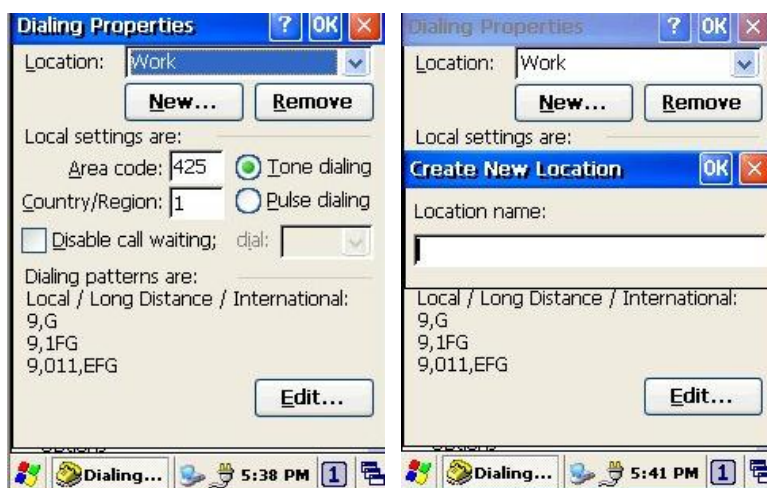 Dialing Properties ? OK
Location: Work
New... Remove
Local settings are:
Area code: 425 Tone dialing
Country/Region: 1 Pulse dialing
Disable call waiting; dial:
Dialing patterns are:
Local / Long Distance / International:
9,G
9,1FG
9,011,EFG
Edit...
Dialing... 5:38 PM 1
Dialing Properties ? OK
Location: Work
New... Remove
Local settings are:
Create New Location OK
Location name:
Local / Long Distance / International:
9,G
9,1FG
9,011,EFG
Edit...
Dialing... 5:41 PM 1